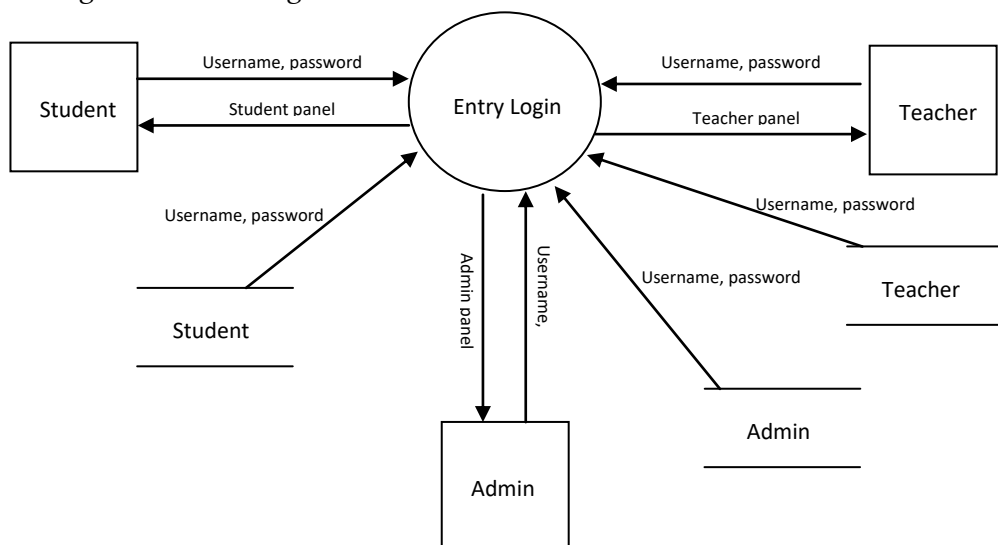 Username, password
Student
Student panel
Entry Login
Username, password
Teacher
Teacher panel
Username, password
Username, password
Username, password
Admin panel
Username,
Student
Teacher
Admin
Admin